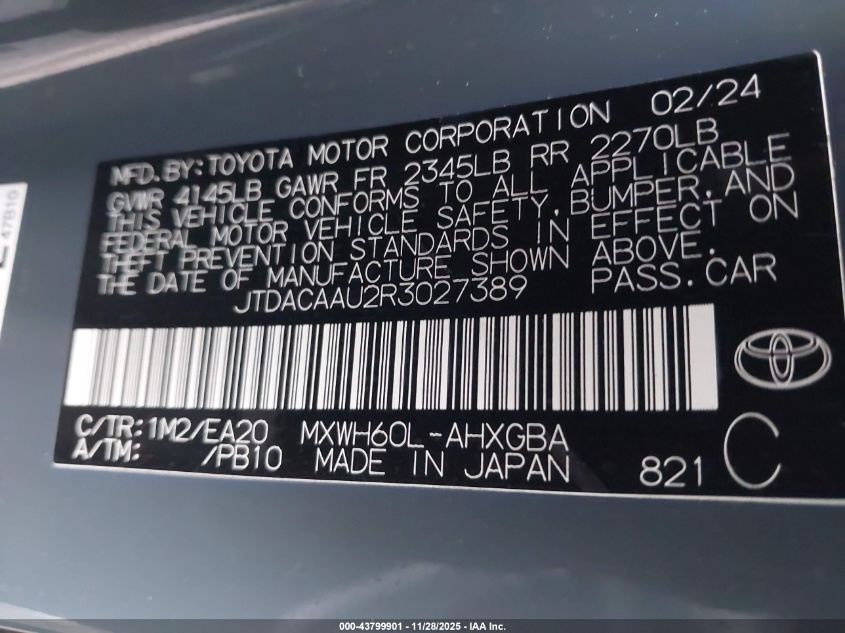 MFD. BY: TOYOTA MOTOR CORPORATION 02/24
GVWR 4145LB GAWR FR 2345LB RR 2270LB
THIS VEHICLE CONFORMS TO ALL APPLICABLE
FEDERAL MOTOR VEHICLE SAFETY, BUMPER, AND
THEFT PREVENTION STANDARDS IN EFFECT ON
THE DATE OF MANUFACTURE SHOWN ABOVE.
JTDACAAU2R3027389 PASS. CAR
C/TR: 1M2/EA20 MXWH60L-AHXGBA
A/TM: /PB10 MADE IN JAPAN 821 C
47B10
000-43799901 - 11/28/2025 - IAA Inc.